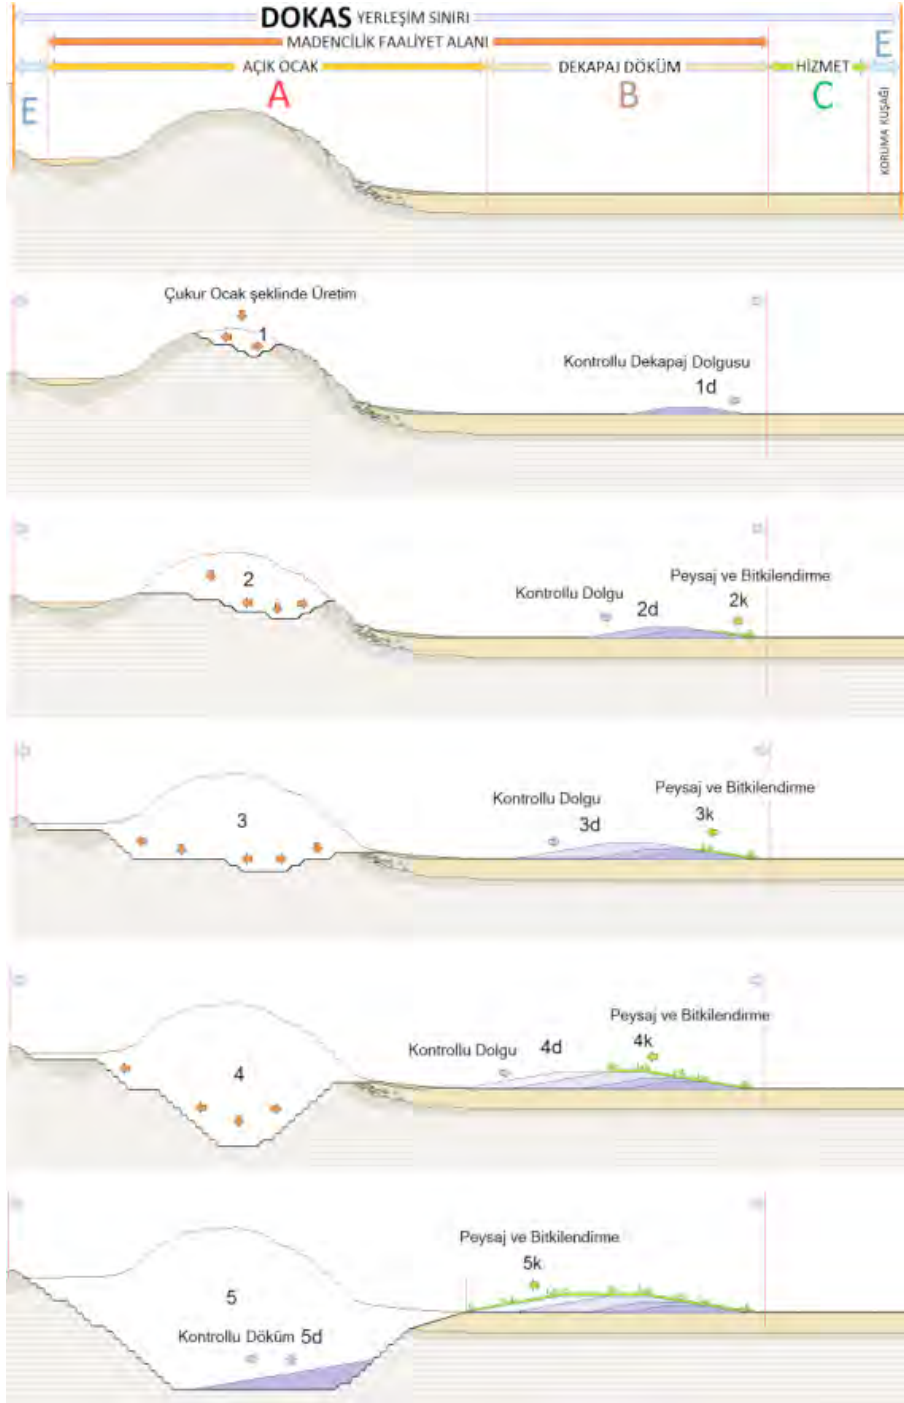 DOKAS YERLEŞİM SINIRI
MADENCİLİK FAALİYET ALANI
E
AÇIK OCAK
DEKAPAJ DÖKÜM
HİZMET
E
A
B
C
KORUMA KUŞAĞI
Çukur Ocak şeklinde Üretim
1
Kontrollu Dekapaj Dolgusu
1d
2
Kontrollu Dolgu
2d
Peysaj ve Bitkilendirme
2k
3
Kontrollu Dolgu
3d
Peysaj ve Bitkilendirme
3k
4
Kontrollu Dolgu
4d
Peysaj ve Bitkilendirme
4k
5
Kontrollu Döküm 5d
Peysaj ve Bitkilendirme
5k